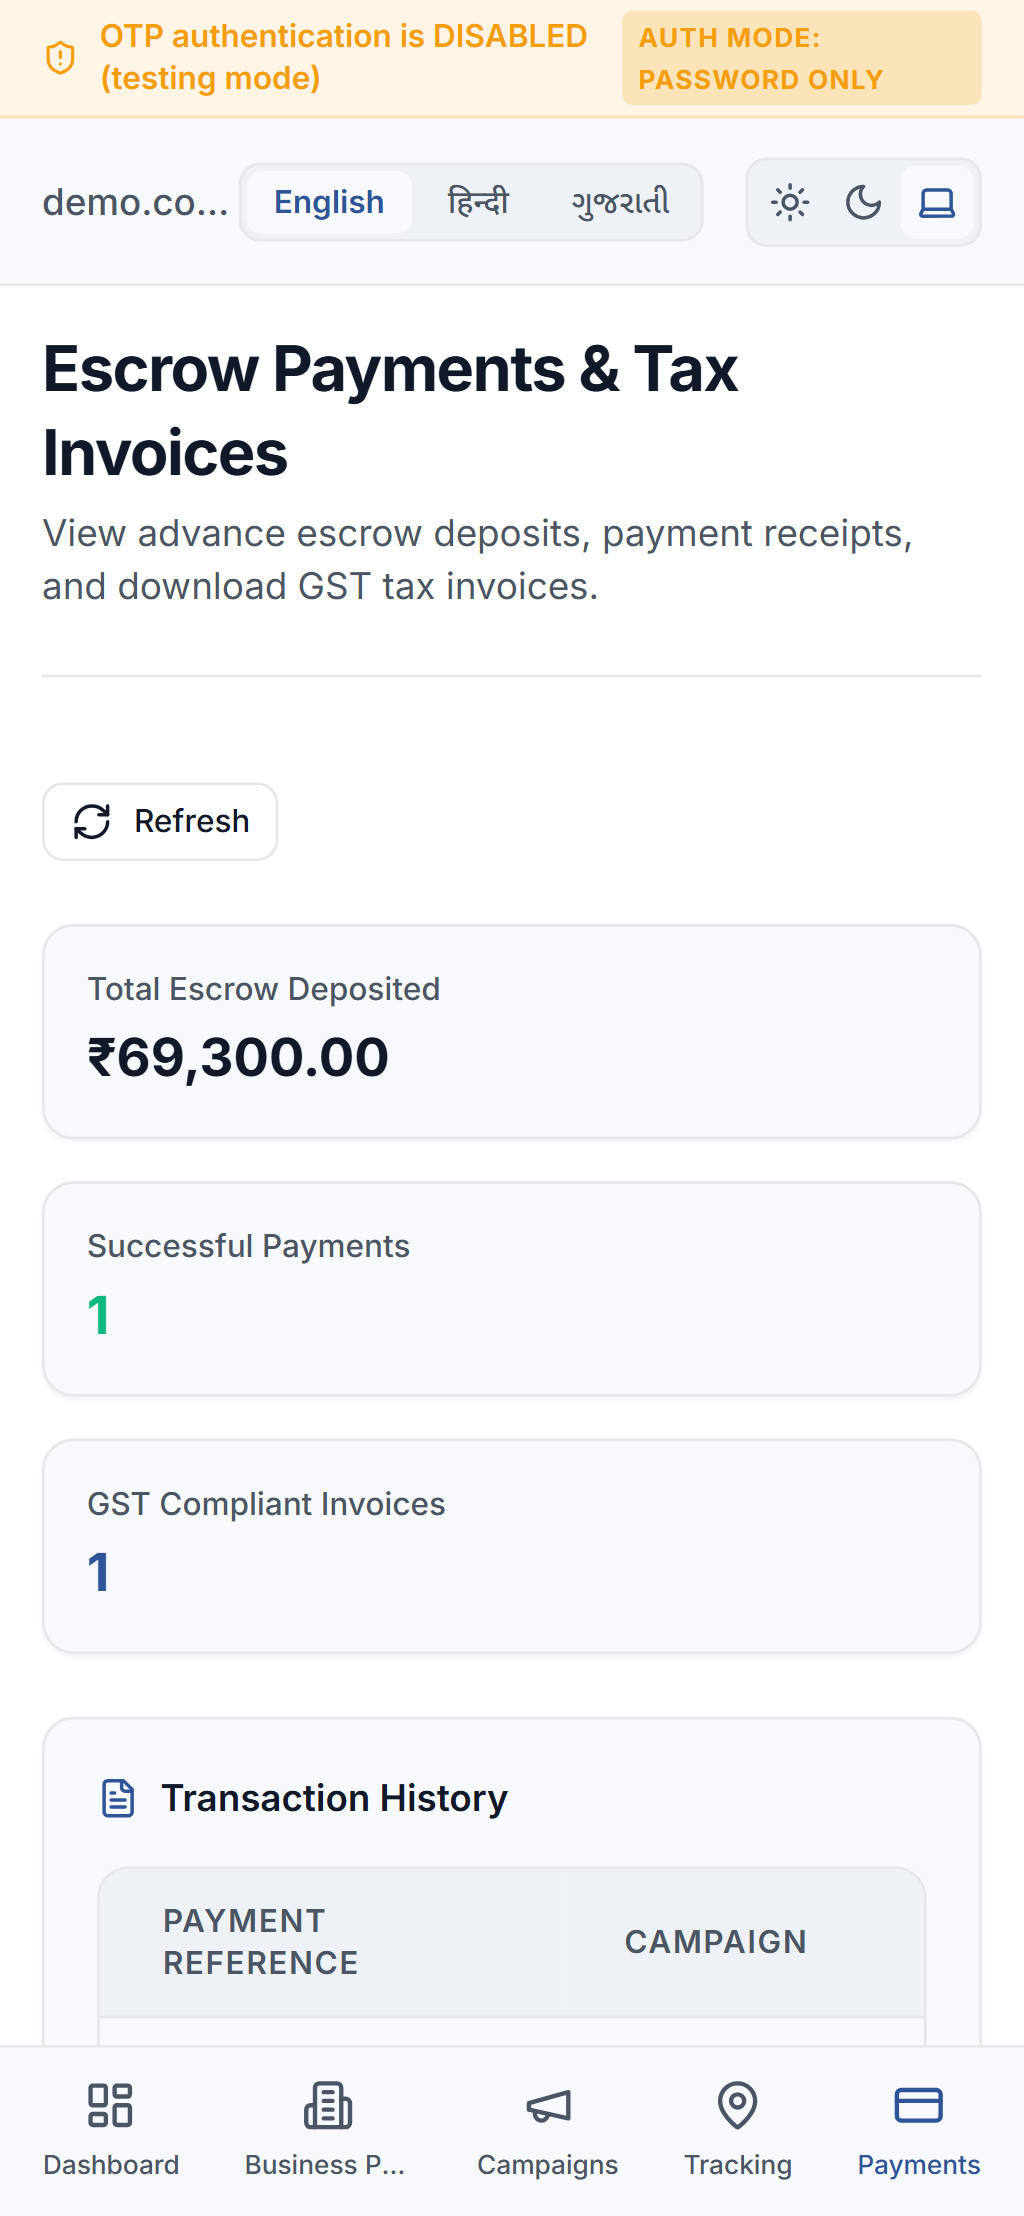 OTP authentication is DISABLED
(testing mode)
AUTH MODE:
PASSWORD ONLY
demo.co...
English
हिन्दी
ગુજરાતી
Escrow Payments & Tax
Invoices
View advance escrow deposits, payment receipts,
and download GST tax invoices.
Refresh
Total Escrow Deposited
₹69,300.00
Successful Payments
1
GST Compliant Invoices
1
Transaction History
PAYMENT
REFERENCE
CAMPAIGN
Dashboard
Business P...
Campaigns
Tracking
Payments